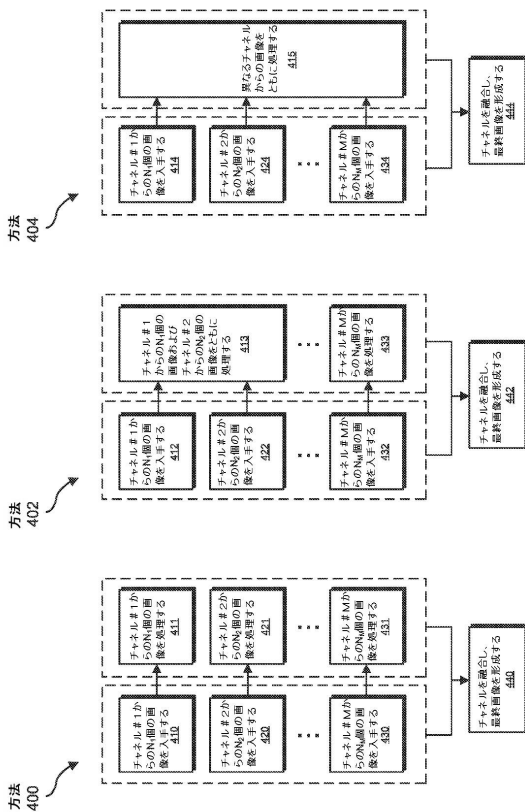 方法
400
チャネル＃1か
らのN₁個の画
像を入手する
410
チャネル＃1か
らのN₁個の画
像を処理する
411
チャネル＃2か
らのN₂個の画
像を入手する
420
チャネル＃2か
らのN₂個の画
像を処理する
421
チャネル＃Mか
らのN_M個の画
像を入手する
430
チャネル＃Mか
らのN_M個の画
像を処理する
431
チャネルを融合し、
最終画像を形成する
440
方法
402
チャネル＃1か
らのN₁個の画
像を入手する
412
チャネル＃1
からのN₁個の
画像および
チャネル＃2
からのN₂個の
画像をともに
処理する
413
チャネル＃2か
らのN₂個の画
像を入手する
422
チャネル＃Mか
らのN_M個の画
像を入手する
432
チャネル＃Mか
らのN_M個の画
像を処理する
433
チャネルを融合し、
最終画像を形成する
442
方法
404
チャネル＃1か
らのN₁個の画
像を入手する
414
異なるチャネル
からの画像を
ともに処理する
415
チャネル＃2か
らのN₂個の画
像を入手する
424
チャネル＃Mか
らのN_M個の画
像を入手する
434
チャネルを融合し、
最終画像を形成する
444